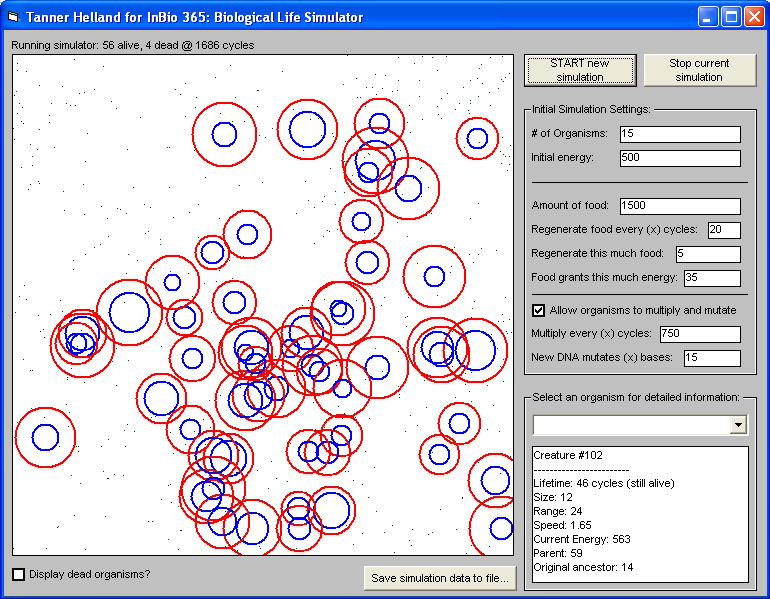 Tanner Helland for InBio 365: Biological Life Simulator
Running simulator: 56 alive, 4 dead @ 1686 cycles
START new
simulation
Stop current
simulation
Initial Simulation Settings:
# of Organisms: 15
Initial energy: 500
Amount of food: 1500
Regenerate food every (x) cycles: 20
Regenerate this much food: 5
Food grants this much energy: 35
Allow organisms to multiply and mutate
Multiply every (x) cycles: 750
New DNA mutates (x) bases: 15
Select an organism for detailed information:
Creature #102
------------------------
Lifetime: 46 cycles (still alive)
Size: 12
Range: 24
Speed: 1.65
Current Energy: 563
Parent: 59
Original ancestor: 14
Display dead organisms?
Save simulation data to file...